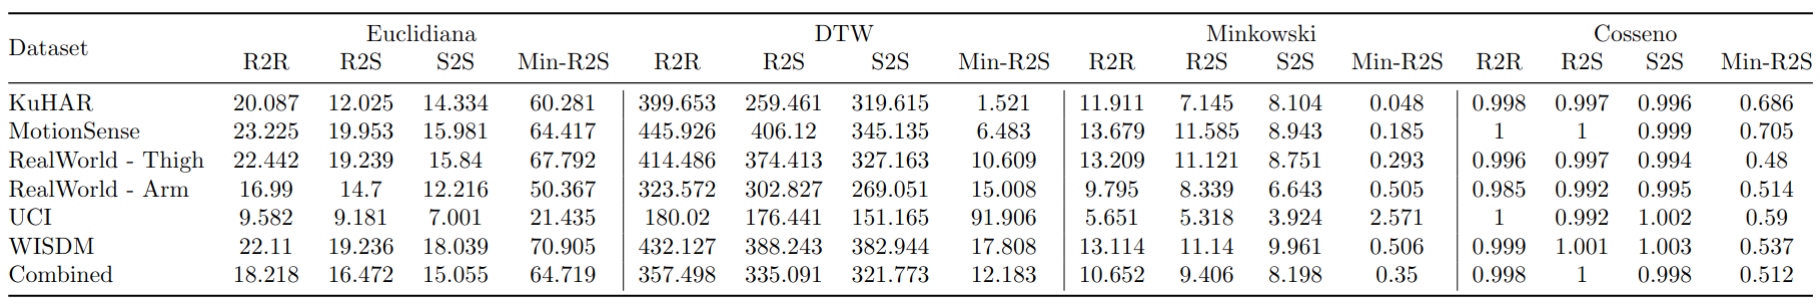 Dataset Euclidiana DTW Minkowski Cosseno
R2R R2S S2S Min-R2S R2R R2S S2S Min-R2S R2R R2S S2S Min-R2S R2R R2S S2S Min-R2S
KuHAR 20.087 12.025 14.334 60.281 399.653 259.461 319.615 1.521 11.911 7.145 8.104 0.048 0.998 0.997 0.996 0.686
MotionSense 23.225 19.953 15.981 64.417 445.926 406.12 345.135 6.483 13.679 11.585 8.943 0.185 1 1 0.999 0.705
RealWorld - Thigh 22.442 19.239 15.84 67.792 414.486 374.413 327.163 10.609 13.209 11.121 8.751 0.293 0.996 0.997 0.994 0.48
RealWorld - Arm 16.99 14.7 12.216 50.367 323.572 302.827 269.051 15.008 9.795 8.339 6.643 0.505 0.985 0.992 0.995 0.514
UCI 9.582 9.181 7.001 21.435 180.02 176.441 151.165 91.906 5.651 5.318 3.924 2.571 1 0.992 1.002 0.59
WISDM 22.11 19.236 18.039 70.905 432.127 388.243 382.944 17.808 13.114 11.14 9.961 0.506 0.999 1.001 1.003 0.537
Combined 18.218 16.472 15.055 64.719 357.498 335.091 321.773 12.183 10.652 9.406 8.198 0.35 0.998 1 0.998 0.512